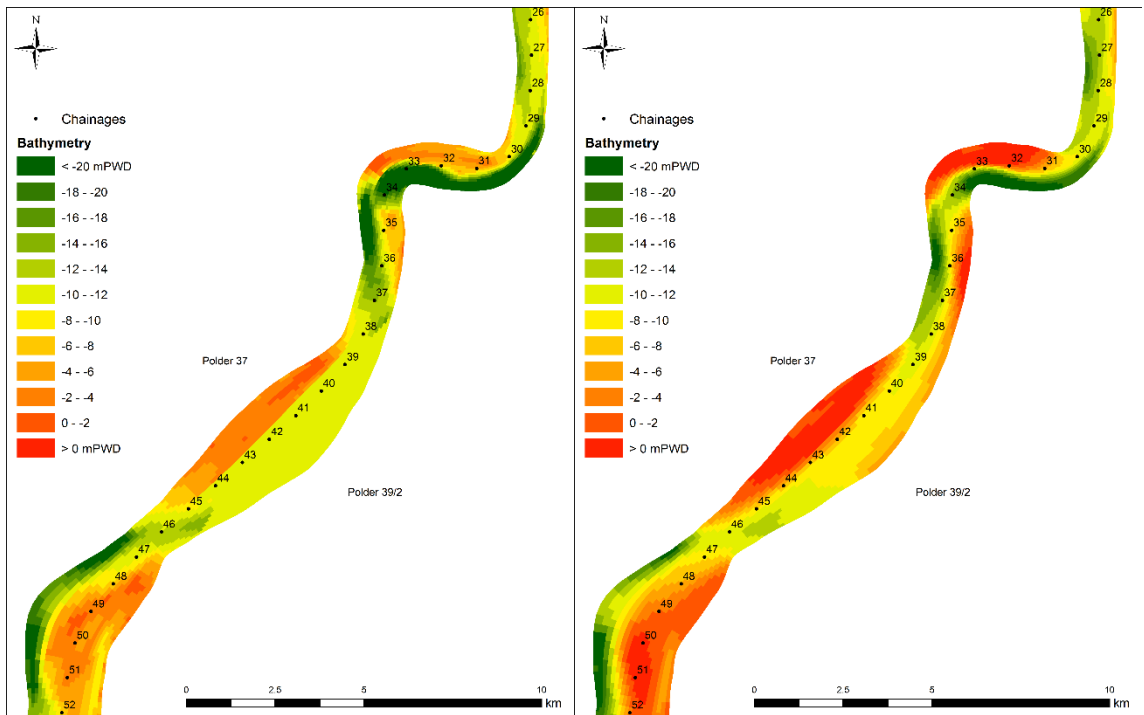 N
Chainages
Bathymetry
< -20 mPWD
-18 - -20
-16 - -18
-14 - -16
-12 - -14
-10 - -12
-8 - -10
-6 - -8
-4 - -6
-2 - -4
0 - -2
> 0 mPWD
26
27
28
29
30
31
32
33
34
35
36
37
38
39
40
41
42
43
44
45
46
47
48
49
50
51
52
Polder 37
Polder 39/2
0 2.5 5 10
km
N
Chainages
Bathymetry
< -20 mPWD
-18 - -20
-16 - -18
-14 - -16
-12 - -14
-10 - -12
-8 - -10
-6 - -8
-4 - -6
-2 - -4
0 - -2
> 0 mPWD
26
27
28
29
30
31
32
33
34
35
36
37
38
39
40
41
42
43
44
45
46
47
48
49
50
51
52
Polder 37
Polder 39/2
0 2.5 5 10
km